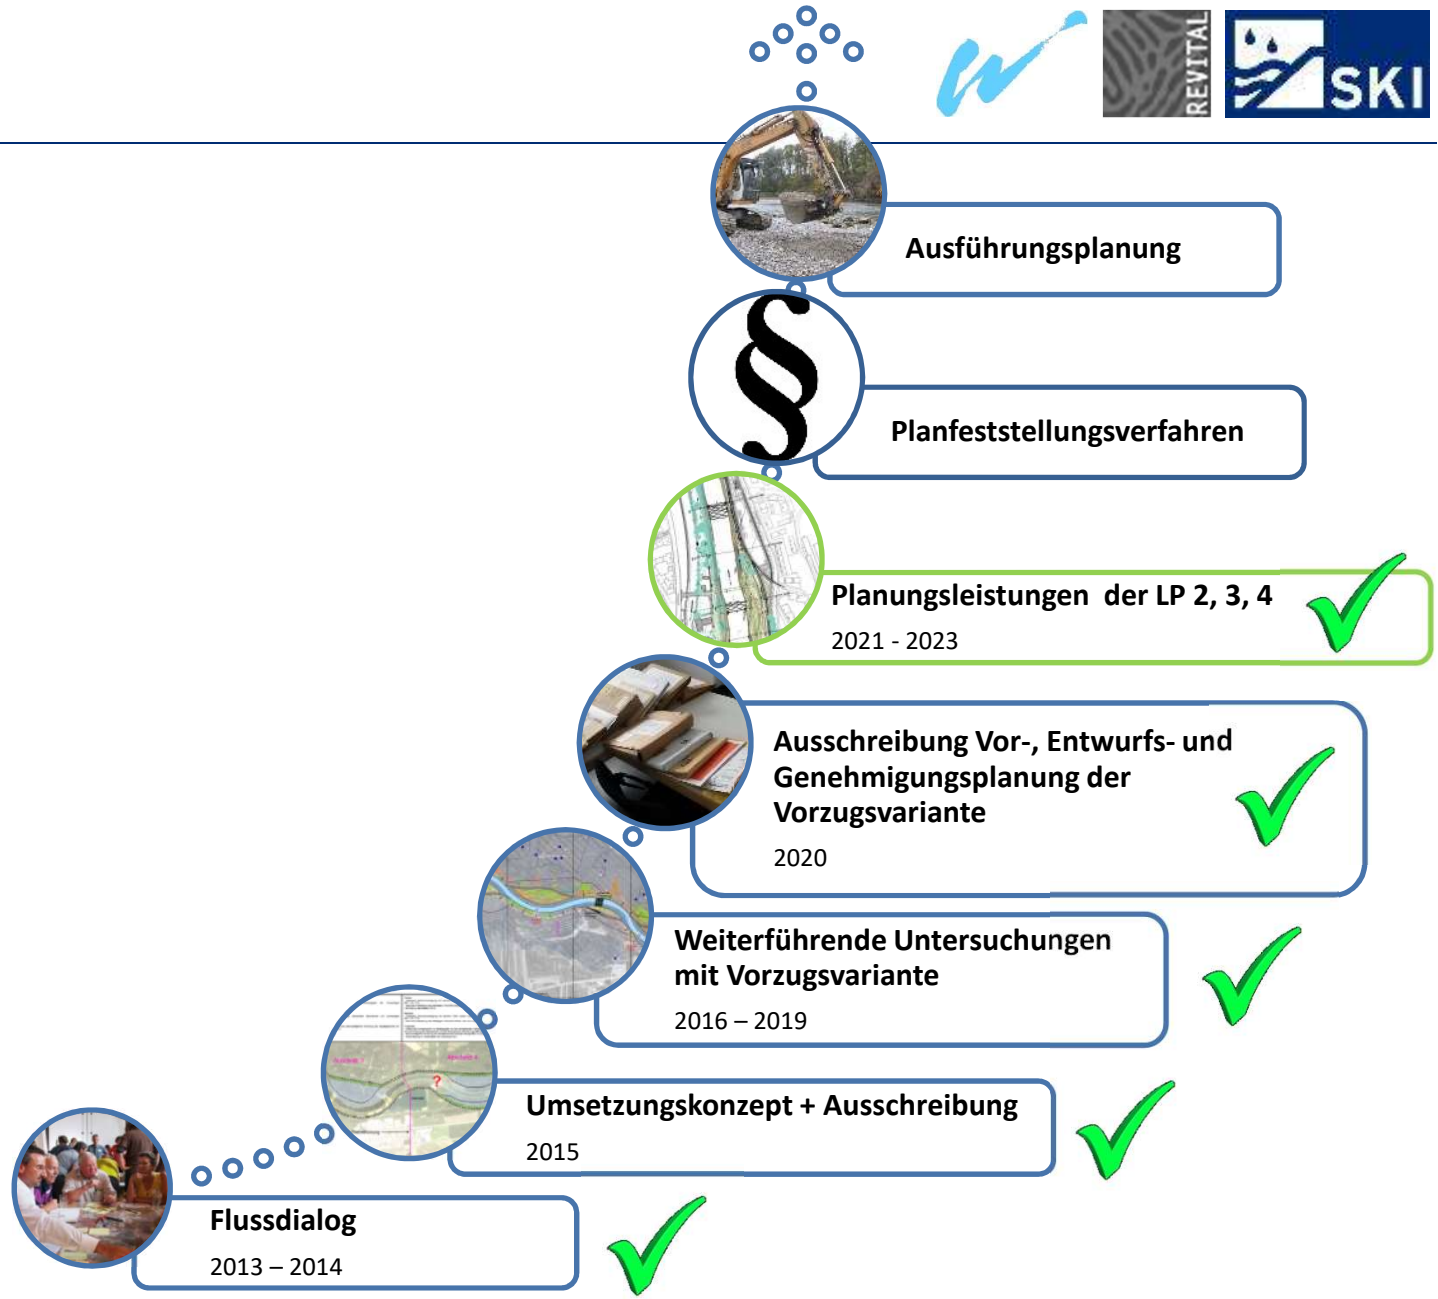 REVITAL
SKI
Ausführungsplanung
§
Planfeststellungsverfahren
Planungsleistungen der LP 2, 3, 4
2021 - 2023
Ausschreibung Vor-, Entwurfs- und
Genehmigungsplanung der
Vorzugsvariante
2020
Weiterführende Untersuchungen
mit Vorzugsvariante
2016 – 2019
?
Umsetzungskonzept + Ausschreibung
2015
Flussdialog
2013 – 2014